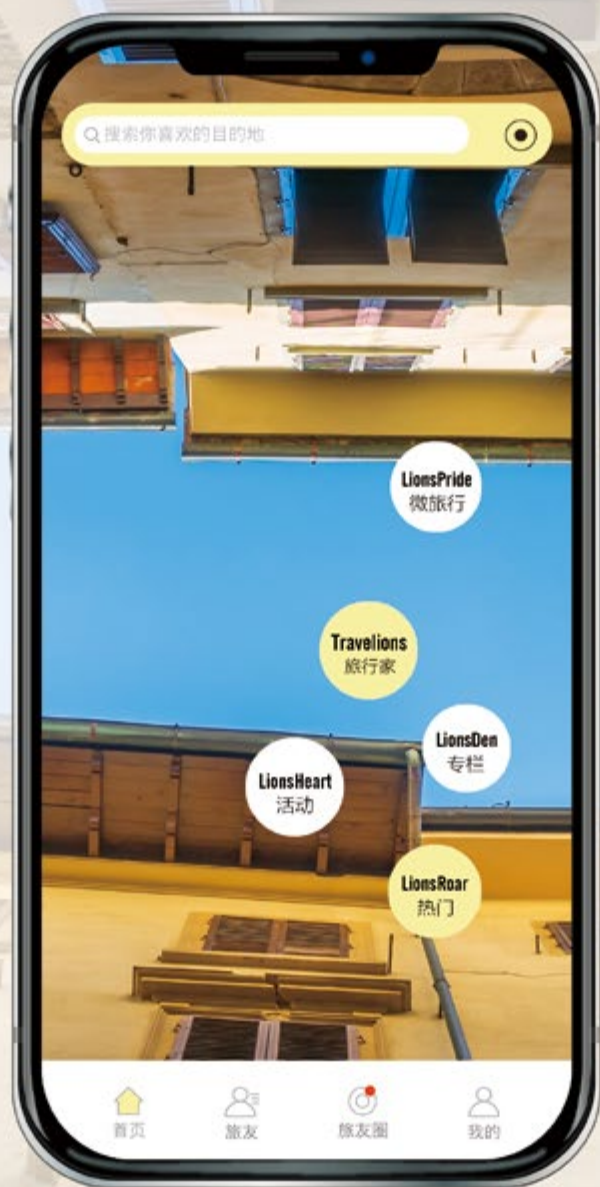 搜索你喜欢的目的地
LionsPride
微旅行
Travelions
旅行家
LionsDen
专栏
LionsHeart
活动
LionsRoar
热门
首页
旅友
旅友圈
我的